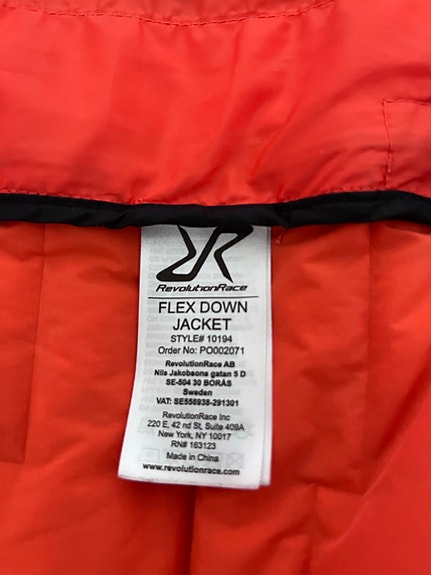 RevolutionRace
FLEX DOWN
JACKET
STYLE# 10194
Order No: PO002071
RevolutionRace AB
Nils Jakobsons gatan 5 D
SE-504 30 BORÅS
Sweden
VAT: SE556938-291301
RevolutionRace Inc
220 E, 42 nd St, Suite 409A
New York, NY 10017
RN# 163123
Made in China
www.revolutionrace.com